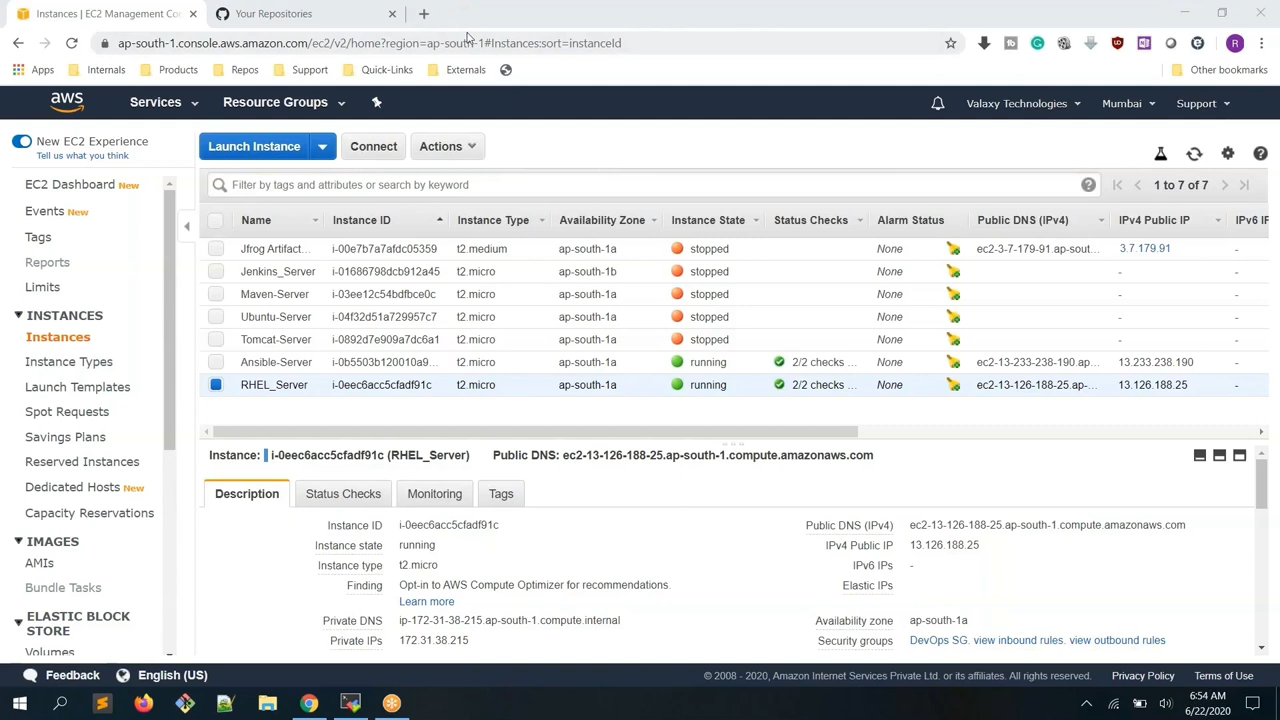 Instances | EC2 Management Con
Your Repositories
ap-south-1.console.aws.amazon.com/ec2/v2/home?region=ap-south-1#Instances:sort=instanceId
Apps Internals Products Repos Support Quick-Links Externals Other bookmarks
aws Services Resource Groups Valaxy Technologies Mumbai Support
New EC2 Experience
Tell us what you think
EC2 Dashboard New
Events New
Tags
Reports
Limits
INSTANCES
Instances
Instance Types
Launch Templates
Spot Requests
Savings Plans
Reserved Instances
Dedicated Hosts New
Capacity Reservations
IMAGES
AMIs
Bundle Tasks
ELASTIC BLOCK
STORE
Volumes
Launch Instance Connect Actions
Filter by tags and attributes or search by keyword 1 to 7 of 7
Name Instance ID Instance Type Availability Zone Instance State Status Checks Alarm Status Public DNS (IPv4) IPv4 Public IP IPv6 IF
Jfrog Artifact... i-00e7b7a7afdc05359 t2.medium ap-south-1a stopped None ec2-3-7-179-91.ap-sout... 3.7.179.91 -
Jenkins_Server i-01686798dcb912a45 t2.micro ap-south-1b stopped None - -
Maven-Server i-03ee12c54bdfbce0c t2.micro ap-south-1a stopped None - -
Ubuntu-Server i-04f32d51a729957c7 t2.micro ap-south-1a stopped None - -
Tomcat-Server i-0892d7e909a7dc6a1 t2.micro ap-south-1a stopped None - -
Ansible-Server i-0b5503b120010a9... t2.micro ap-south-1a running 2/2 checks ... None ec2-13-233-238-190.ap... 13.233.238.190 -
RHEL_Server i-0eec6acc5cfadf91c t2.micro ap-south-1a running 2/2 checks ... None ec2-13-126-188-25.ap-... 13.126.188.25 -
Instance: i-0eec6acc5cfadf91c (RHEL_Server) Public DNS: ec2-13-126-188-25.ap-south-1.compute.amazonaws.com
Description Status Checks Monitoring Tags
Instance ID i-0eec6acc5cfadf91c Public DNS (IPv4) ec2-13-126-188-25.ap-south-1.compute.amazonaws.com
Instance state running IPv4 Public IP 13.126.188.25
Instance type t2.micro IPv6 IPs -
Finding Opt-in to AWS Compute Optimizer for recommendations. Elastic IPs
Learn more
Private DNS ip-172-31-38-215.ap-south-1.compute.internal Availability zone ap-south-1a
Private IPs 172.31.38.215 Security groups DevOps SG. view inbound rules. view outbound rules
Feedback English (US) © 2008 - 2020, Amazon Internet Services Private Ltd. or its affiliates. All rights reserved. Privacy Policy Terms of Use
6:54 AM
6/22/2020